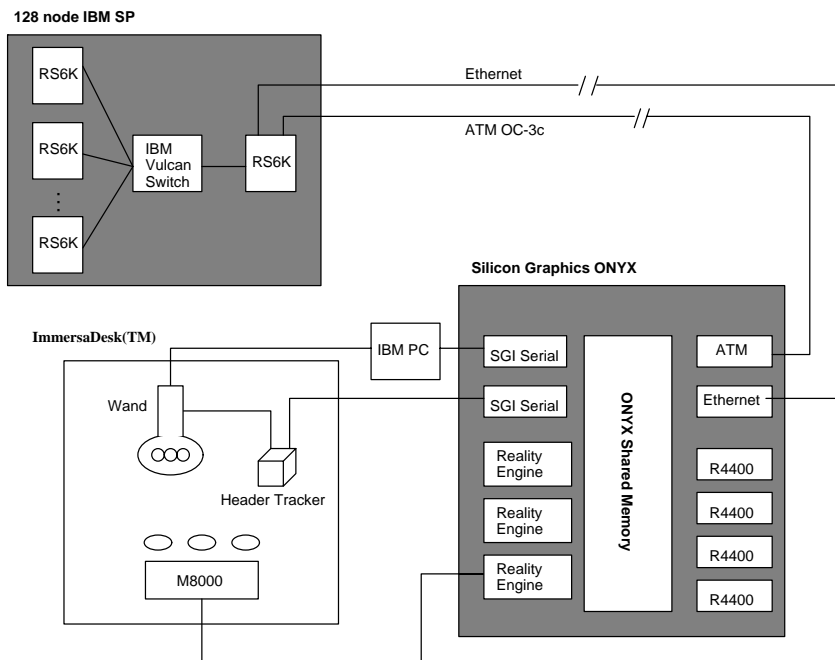 128 node IBM SP
RS6K
RS6K
RS6K
IBM
Vulcan
Switch
RS6K
Ethernet
ATM OC-3c
Silicon Graphics ONYX
SGI Serial
SGI Serial
Reality
Engine
Reality
Engine
Reality
Engine
ONYX Shared Memory
ATM
Ethernet
R4400
R4400
R4400
R4400
IBM PC
ImmersaDesk(TM)
Wand
Header Tracker
M8000